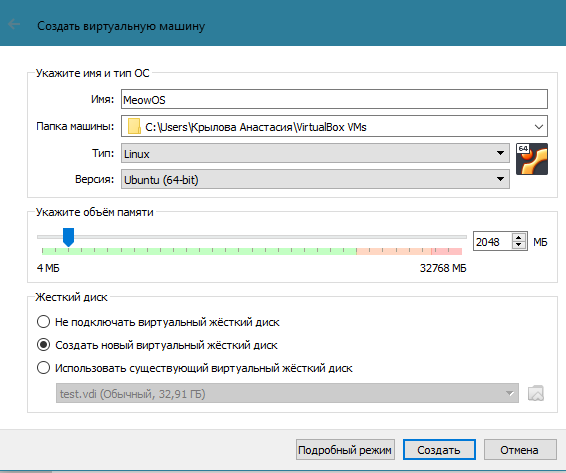 Создать виртуальную машину
Укажите имя и тип ОС
Имя: MeowOS
Папка машины: C:\Users\Крылова Анастасия\VirtualBox VMs
Тип: Linux
64
Версия: Ubuntu (64-bit)
Укажите объём памяти
2048 МБ
4 МБ 32768 МБ
Жесткий диск
Не подключать виртуальный жёсткий диск
Создать новый виртуальный жёсткий диск
Использовать существующий виртуальный жёсткий диск
test.vdi (Обычный, 32,91 ГБ)
Подробный режим Создать Отмена